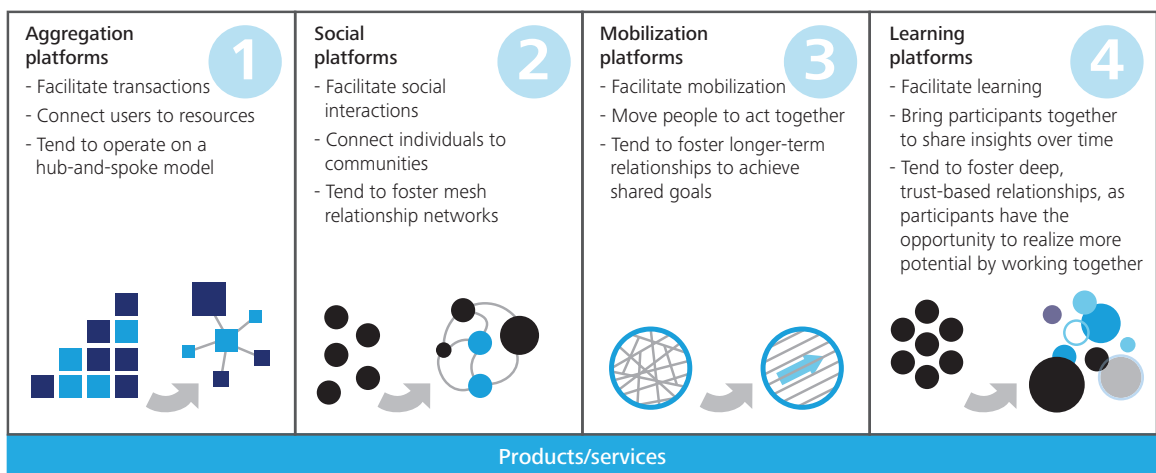 Aggregation
platforms
1
- Facilitate transactions
- Connect users to resources
- Tend to operate on a
hub-and-spoke model
Social
platforms
2
- Facilitate social
interactions
- Connect individuals to
communities
- Tend to foster mesh
relationship networks
Mobilization
platforms
3
- Facilitate mobilization
- Move people to act together
- Tend to foster longer-term
relationships to achieve
shared goals
Learning
platforms
4
- Facilitate learning
- Bring participants together
to share insights over time
- Tend to foster deep,
trust-based relationships, as
participants have the
opportunity to realize more
potential by working together
Products/services